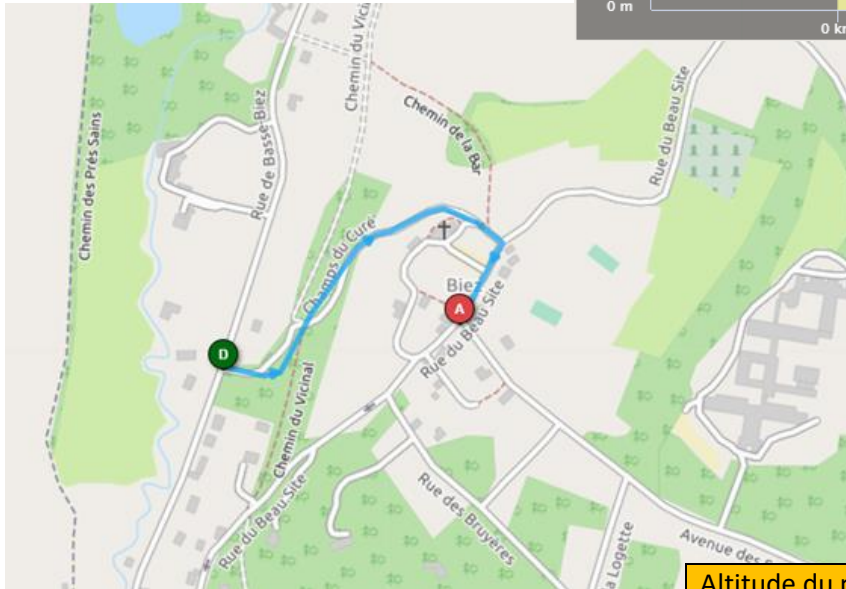 0 m
0 km
Chemin du Vicinal
Rue du Beau Site
Chemin de la Bar
Chemin des Prés Sains
Rue de Basse-Biez
Champs du Curé
Biez
A
Rue du Beau Site
D
Chemin du Vicinal
Rue du Beau Site
Rue des Bruyères
Logette
Avenue des
Altitude du